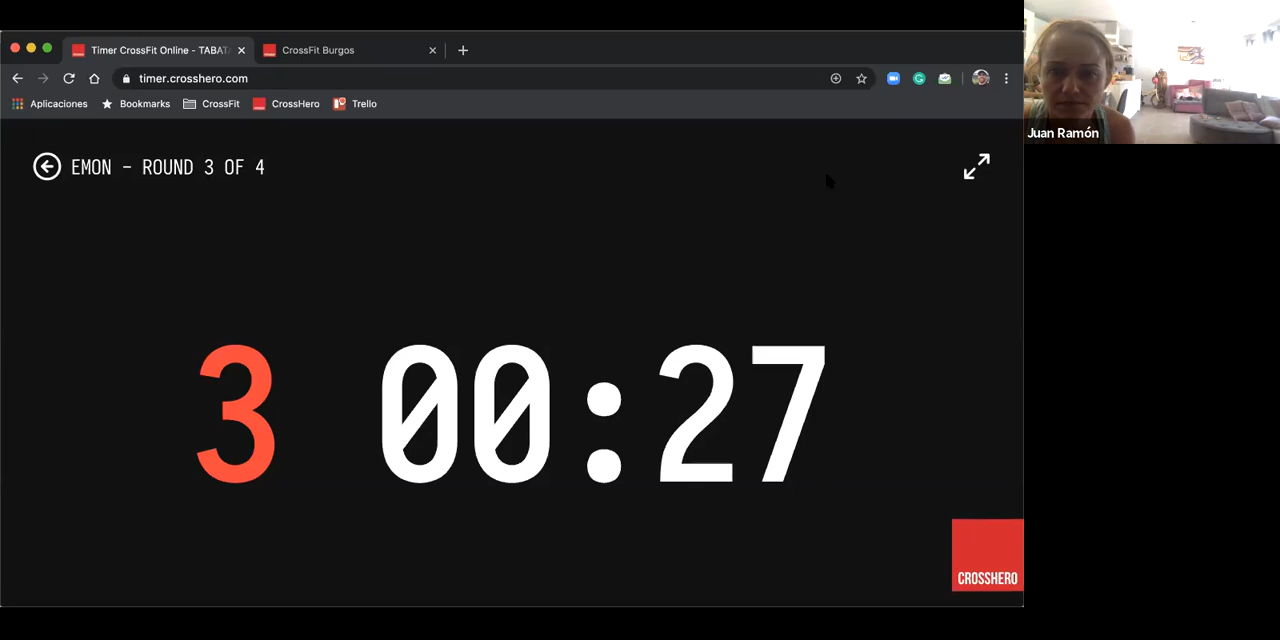 Timer CrossFit Online - TABAT
CrossFit Burgos
timer.crosshero.com
Aplicaciones
Bookmarks
CrossFit
CrossHero
Trello
Juan Ramón
EMON - ROUND 3 OF 4
3 00:27
CROSSHERO